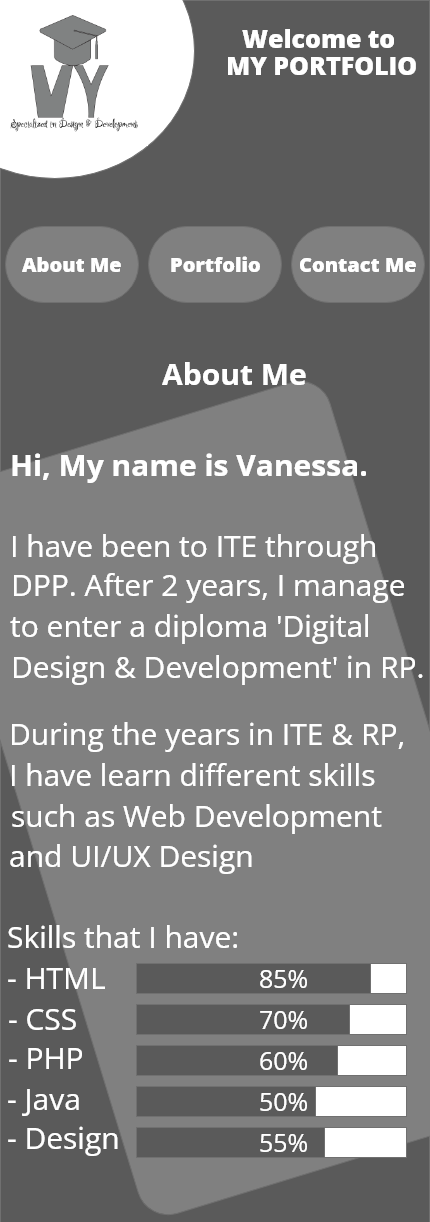 VY
Specialized in Design & Development
Welcome to
MY PORTFOLIO
About Me
Portfolio
Contact Me
About Me
Hi, My name is Vanessa.
I have been to ITE through
DPP. After 2 years, I manage
to enter a diploma 'Digital
Design & Development' in RP.
During the years in ITE & RP,
I have learn different skills
such as Web Development
and UI/UX Design
Skills that I have:
- HTML 85%
- CSS 70%
- PHP 60%
- Java 50%
- Design 55%